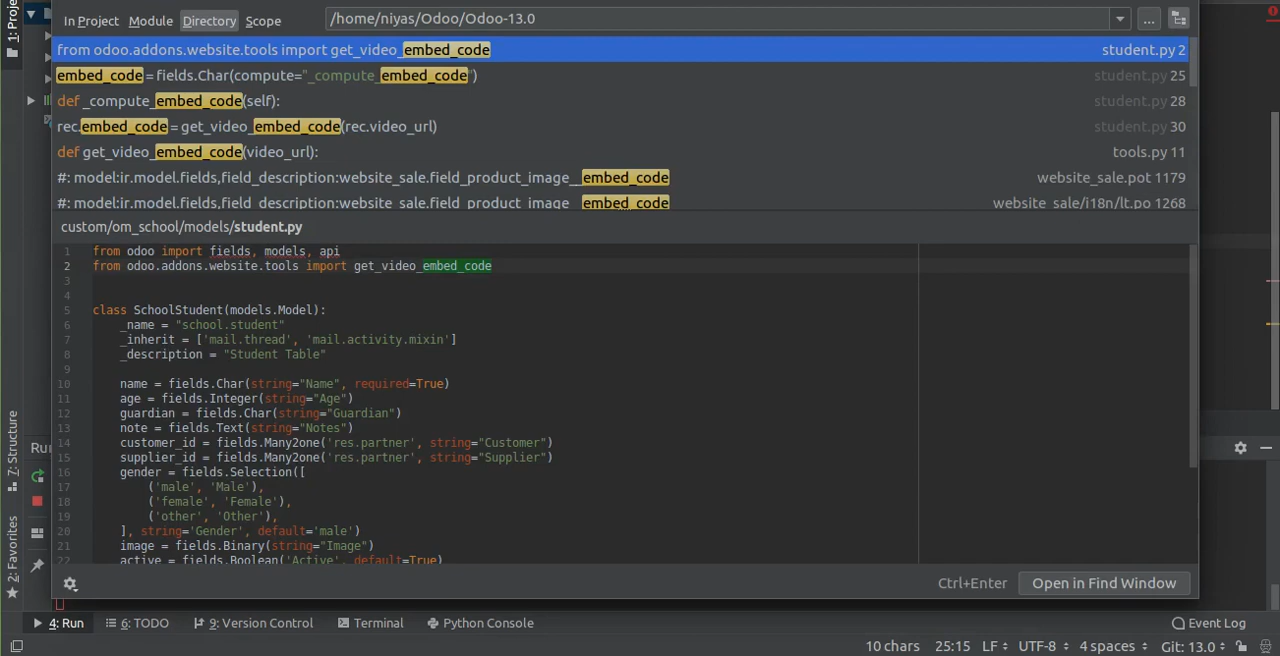 1: Proje
In Project Module Directory Scope /home/niyas/Odoo/Odoo-13.0 ...
from odoo.addons.website.tools import get_video_embed_code student.py 2
embed_code = fields.Char(compute="_compute_embed_code") student.py 25
def _compute_embed_code(self): student.py 28
rec.embed_code = get_video_embed_code(rec.video_url) student.py 30
def get_video_embed_code(video_url): tools.py 11
#: model:ir.model.fields,field_description:website_sale.field_product_image__embed_code website_sale.pot 1179
#: model:ir.model.fields,field_description:website_sale.field_product_image__embed_code website_sale/i18n/lt.po 1268
custom/om_school/models/student.py
1 from odoo import fields, models, api
2 from odoo.addons.website.tools import get_video_embed_code
3
4
5 class SchoolStudent(models.Model):
6 _name = "school.student"
7 _inherit = ['mail.thread', 'mail.activity.mixin']
8 _description = "Student Table"
9
10 name = fields.Char(string="Name", required=True)
11 age = fields.Integer(string="Age")
12 guardian = fields.Char(string="Guardian")
13 note = fields.Text(string="Notes")
14 customer_id = fields.Many2one('res.partner', string="Customer")
15 supplier_id = fields.Many2one('res.partner', string="Supplier")
16 gender = fields.Selection([
17 ('male', 'Male'),
18 ('female', 'Female'),
19 ('other', 'Other'),
20 ], string='Gender', default='male')
21 image = fields.Binary(string="Image")
22 active = fields.Boolean('Active', default=True)
Run
7: Structure
2: Favorites
Ctrl+Enter Open in Find Window
4: Run 6: TODO 9: Version Control Terminal Python Console Event Log
10 chars 25:15 LF UTF-8 4 spaces Git: 13.0